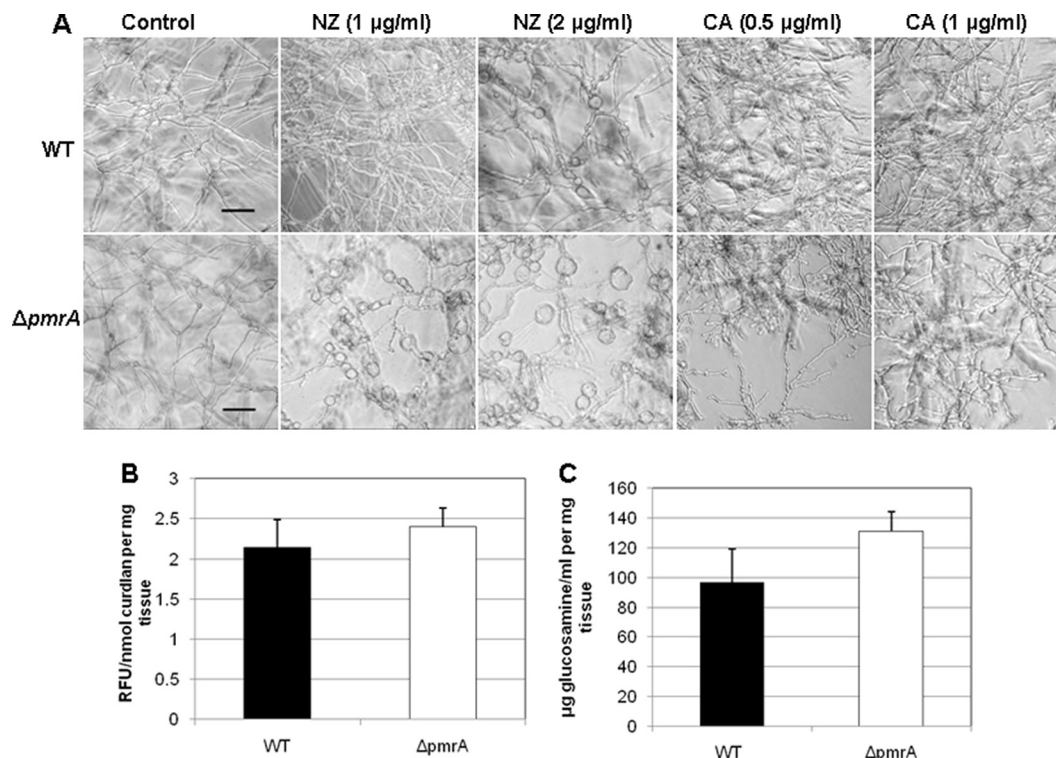 A
Control
NZ (1 µg/ml)
NZ (2 µg/ml)
CA (0.5 µg/ml)
CA (1 µg/ml)
WT
ΔpmrA
B
RFU/nmol curdlan per mg
tissue
3
2.5
2
1.5
1
0.5
0
WT
ΔpmrA
C
µg glucosamine/ml per mg
tissue
160
140
120
100
80
60
40
20
0
WT
ΔpmrA